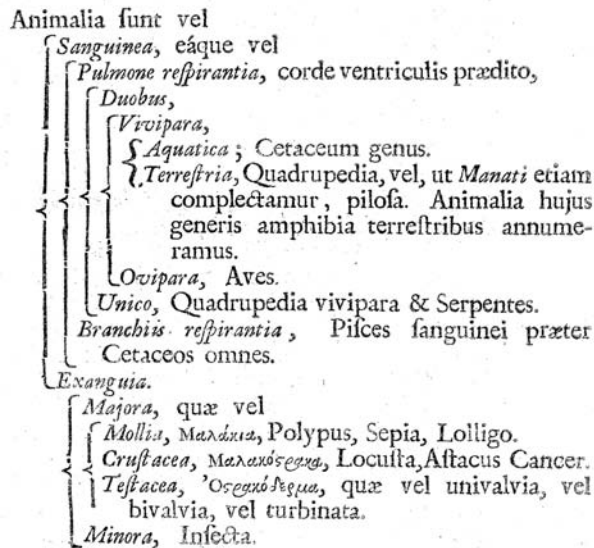 Animalia ſunt vel
Sanguinea, eáque vel
Pulmone reſpirantia, corde ventriculis prædito,
Duobus,
Vivipara,
Aquatica; Cetaceum genus.
Terreſtria, Quadrupedia, vel, ut Manati etiam
complectamur, piloſa. Animalia hujus
generis amphibia terreſtribus annume-
ramus.
Ovipara, Aves.
Unico, Quadrupedia vivipara & Serpentes.
Branchiis reſpirantia, Piſces ſanguinei præter
Cetaceos omnes.
Exanguia.
Majora, quæ vel
Mollia, Μαλάκια, Polypus, Sepia, Lolligo.
Cruſtacea, Μαλακόςρακα, Locuſta, Aſtacus Cancer.
Teſtacea, Ὀςρακόδερμα, quæ vel univalvia, vel
bivalvia, vel turbinata.
Minora, Inſecta.